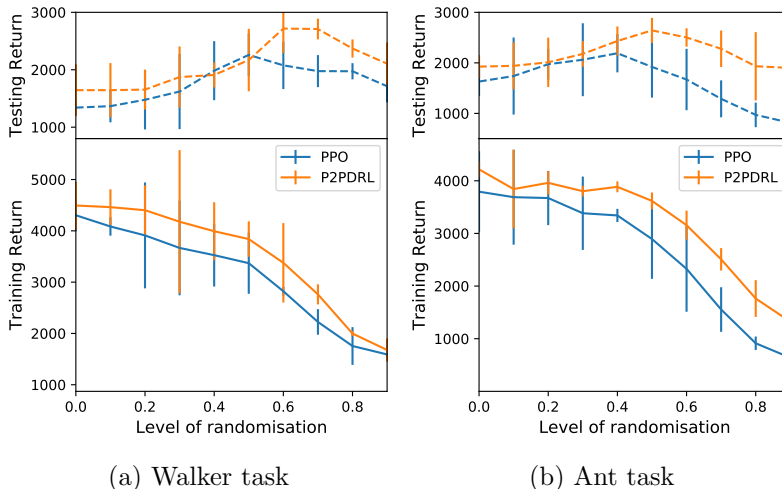 3000
2000
1000
Testing Return
5000
4000
3000
2000
1000
Training Return
PPO
P2PDRL
0.0 0.2 0.4 0.6 0.8
Level of randomisation
(a) Walker task
3000
2000
1000
Testing Return
4000
3000
2000
1000
Training Return
PPO
P2PDRL
0.0 0.2 0.4 0.6 0.8
Level of randomisation
(b) Ant task